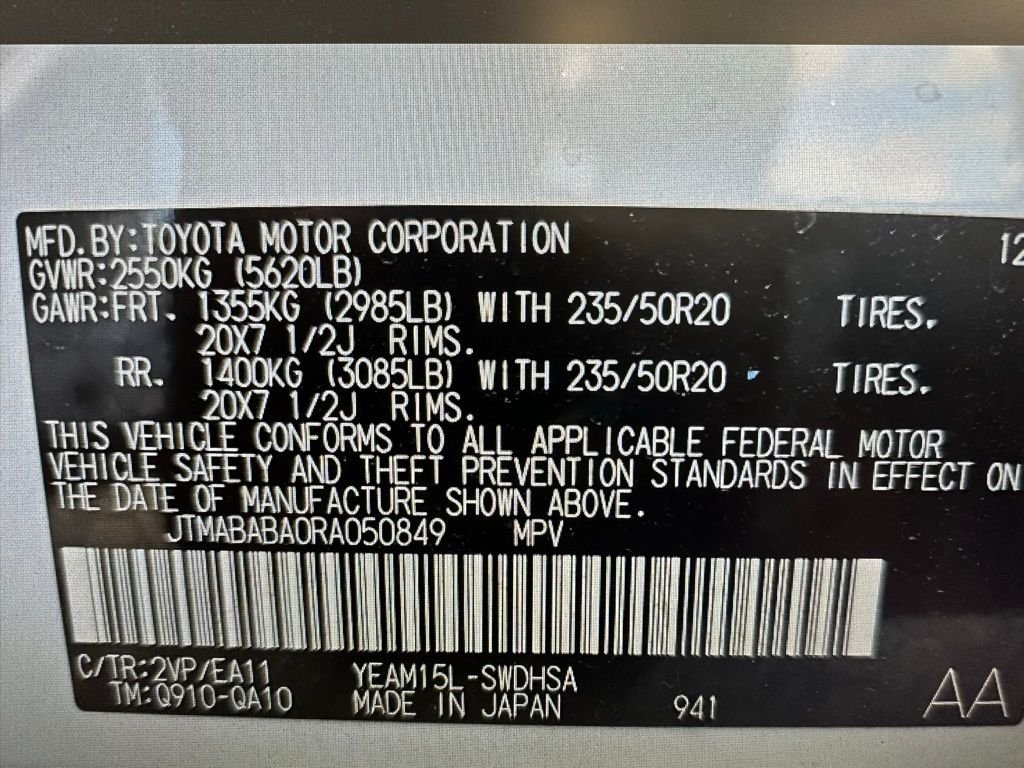 MFD.BY:TOYOTA MOTOR CORPORATION 12
GVWR:2550KG (5620LB)
GAWR:FRT. 1355KG (2985LB) WITH 235/50R20 TIRES.
20X7 1/2J RIMS.
RR. 1400KG (3085LB) WITH 235/50R20 TIRES.
20X7 1/2J RIMS.
THIS VEHICLE CONFORMS TO ALL APPLICABLE FEDERAL MOTOR
VEHICLE SAFETY AND THEFT PREVENTION STANDARDS IN EFFECT ON
THE DATE OF MANUFACTURE SHOWN ABOVE.
JTMABABA0RA050849 MPV
C/TR:2VP/EA11 YEAM15L-SWDHSA
TM:Q910-QA10 MADE IN JAPAN 941 AA